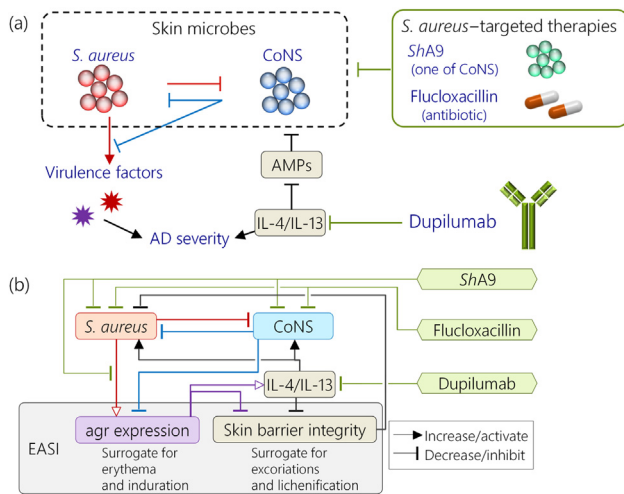 (a)
Skin microbes
S. aureus
CoNS
S. aureus–targeted therapies
ShA9
(one of CoNS)
Flucloxacillin
(antibiotic)
Virulence factors
AMPs
AD severity
IL-4/IL-13
Dupilumab
(b)
ShA9
S. aureus
CoNS
Flucloxacillin
IL-4/IL-13
Dupilumab
EASI
agr expression
Skin barrier integrity
Surrogate for
erythema
and induration
Surrogate for
excoriations
and lichenification
Increase/activate
Decrease/inhibit